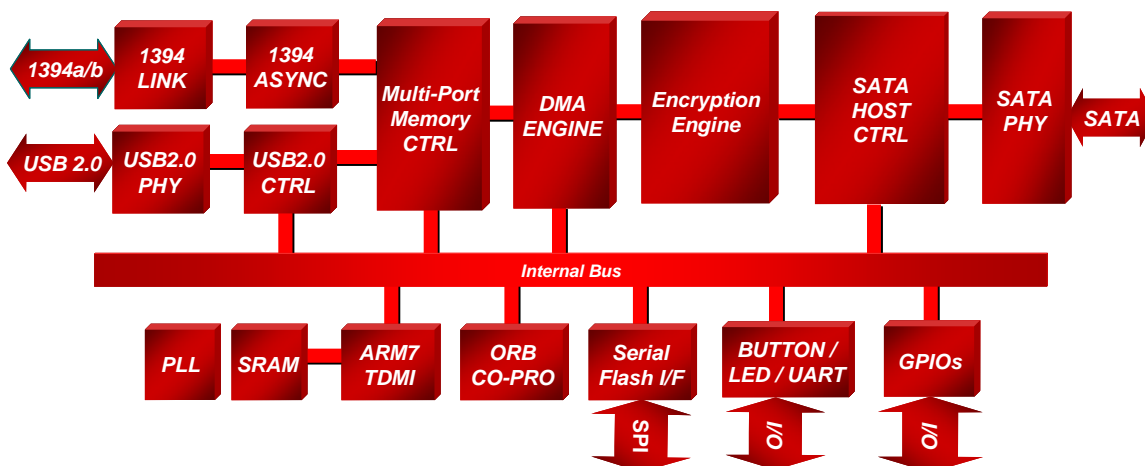 1394a/b
1394
LINK
1394
ASYNC
Multi-Port
Memory
CTRL
DMA
ENGINE
Encryption
Engine
SATA
HOST
CTRL
SATA
PHY
SATA
USB 2.0
USB2.0
PHY
USB2.0
CTRL
Internal Bus
PLL
SRAM
ARM7
TDMI
ORB
CO-PRO
Serial
Flash I/F
BUTTON /
LED / UART
GPIOs
SPI
I/O
I/O